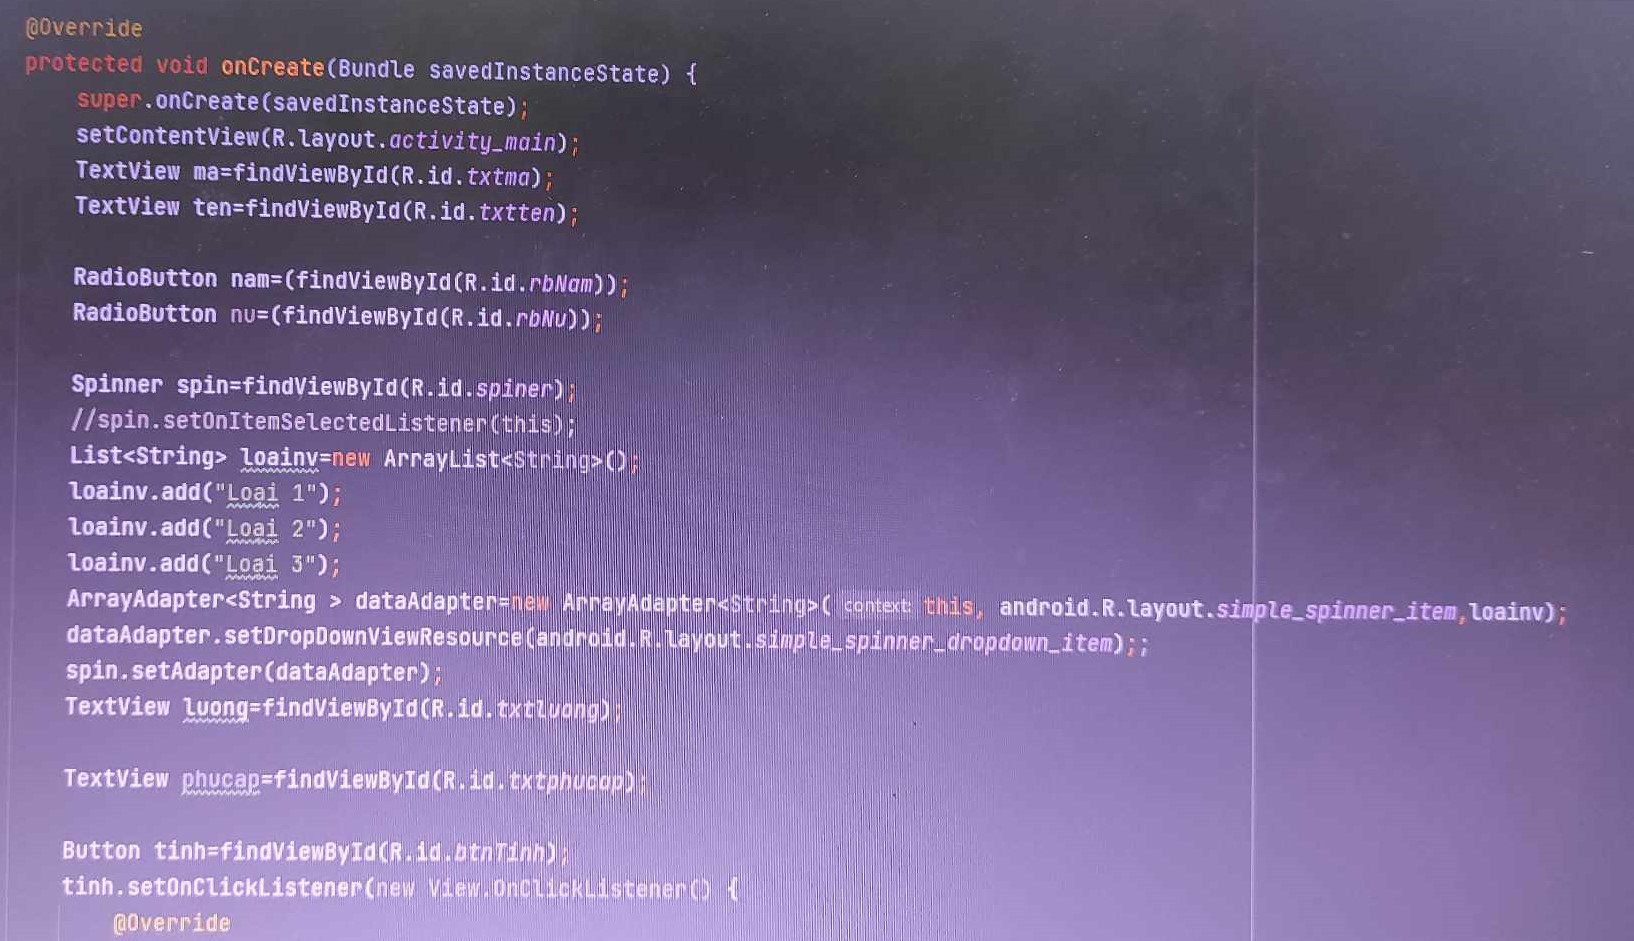 @Override
protected void onCreate(Bundle savedInstanceState) {
super.onCreate(savedInstanceState);
setContentView(R.layout.activity_main);
TextView ma=findViewById(R.id.txtma);
TextView ten=findViewById(R.id.txtten);
RadioButton nam=(findViewById(R.id.rbNam));
RadioButton nu=(findViewById(R.id.rbNu));
Spinner spin=findViewById(R.id.spiner);
//spin.setOnItemSelectedListener(this);
List<String> loainv=new ArrayList<String>();
loainv.add("Loai 1");
loainv.add("Loai 2");
loainv.add("Loai 3");
ArrayAdapter<String > dataAdapter=new ArrayAdapter<String>( context: this, android.R.layout.simple_spinner_item,loainv);
dataAdapter.setDropDownViewResource(android.R.layout.simple_spinner_dropdown_item);;
spin.setAdapter(dataAdapter);
TextView luong=findViewById(R.id.txtluong);
TextView phucap=findViewById(R.id.txtphucap);
Button tinh=findViewById(R.id.btnTinh);
tinh.setOnClickListener(new View.OnClickListener() {
@Override